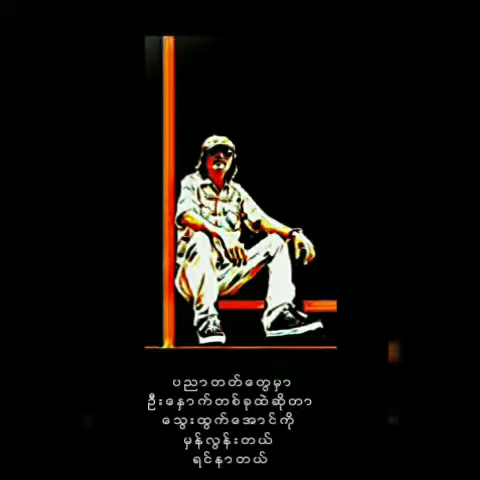 ပညာတတ်တွေမှာ
ဦးနှောက်တစ်ခုထဲဆိုတာ
သွေးထွက်အောင်ကို
မှန်လွန်းတယ်
ရင်နာတယ်